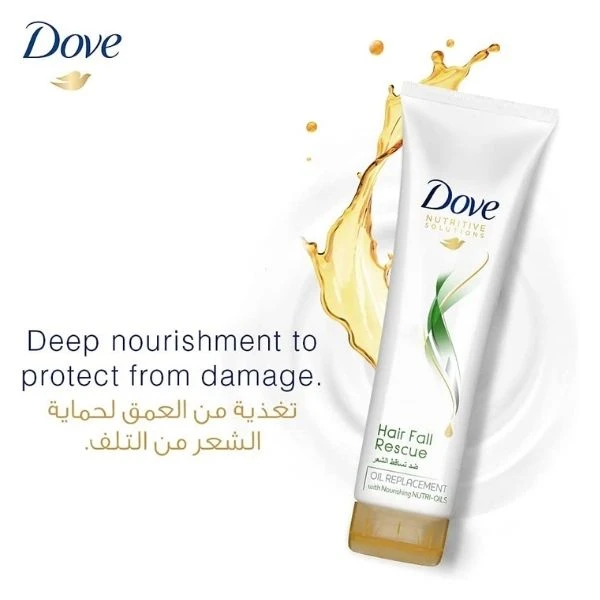 Dove
Dove
NUTRITIVE
SOLUTIONS
Deep nourishment to
protect from damage.
تغذية من العمق لحماية
الشعر من التلف.
Hair Fall
Rescue
ضد تساقط الشعر
OIL REPLACEMENT
with Nourishing NUTRI-OILS